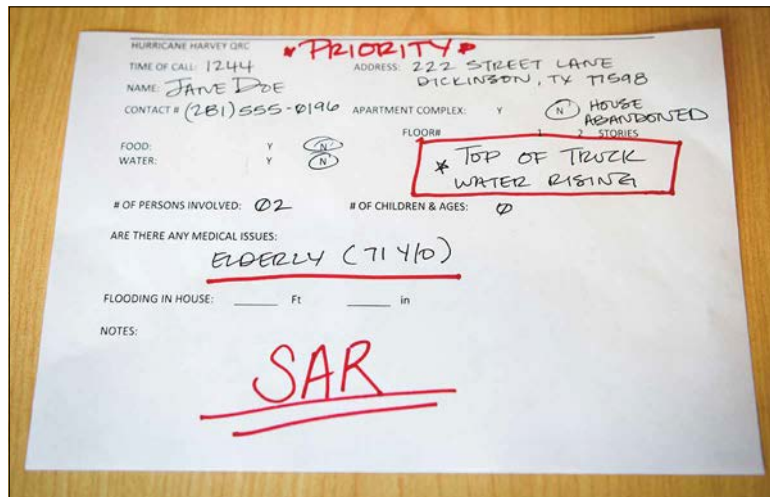 HURRICANE HARVEY QRC * PRIORITY *
TIME OF CALL: 1244 ADDRESS: 222 STREET LANE
DICKINSON, TX 77598
NAME: JANE DOE
CONTACT # (281)555-0196 APARTMENT COMPLEX: Y N HOUSE
ABANDONED
FLOOR# 1 2 STORIES
FOOD: Y N
WATER: Y N
* TOP OF TRUCK
WATER RISING
# OF PERSONS INVOLVED: 02 # OF CHILDREN & AGES: 0
ARE THERE ANY MEDICAL ISSUES:
ELDERLY (71 Y/O)
FLOODING IN HOUSE: ______ Ft ______ in
NOTES:
SAR